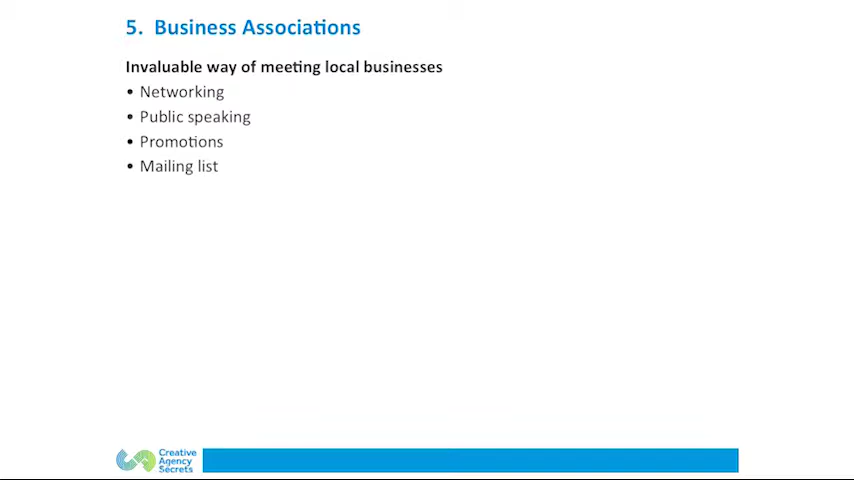 5. Business Associations
Invaluable way of meeting local businesses
• Networking
• Public speaking
• Promotions
• Mailing list
Creative
Agency
Secrets